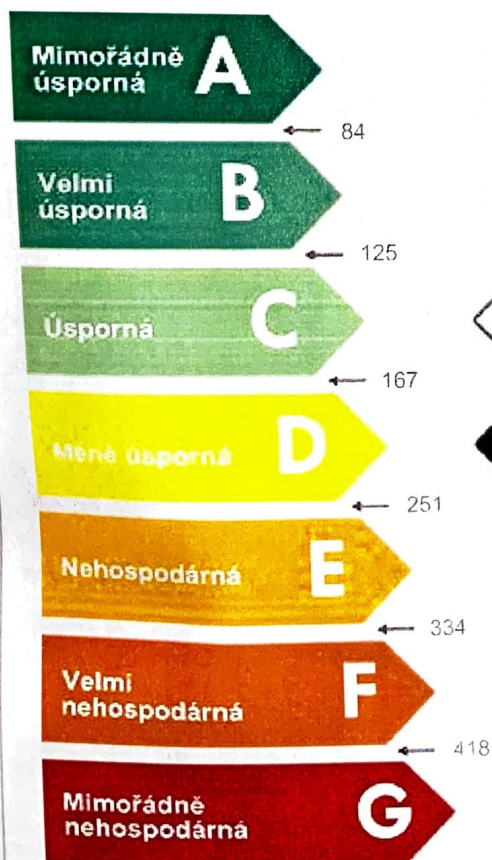 Mimořádně
úsporná
A
84
Velmi
úsporná
B
125
Úsporná
C
167
Méně úsporná
D
251
Nehospodárná
E
334
Velmi
nehospodárná
F
418
Mimořádně
nehospodárná
G